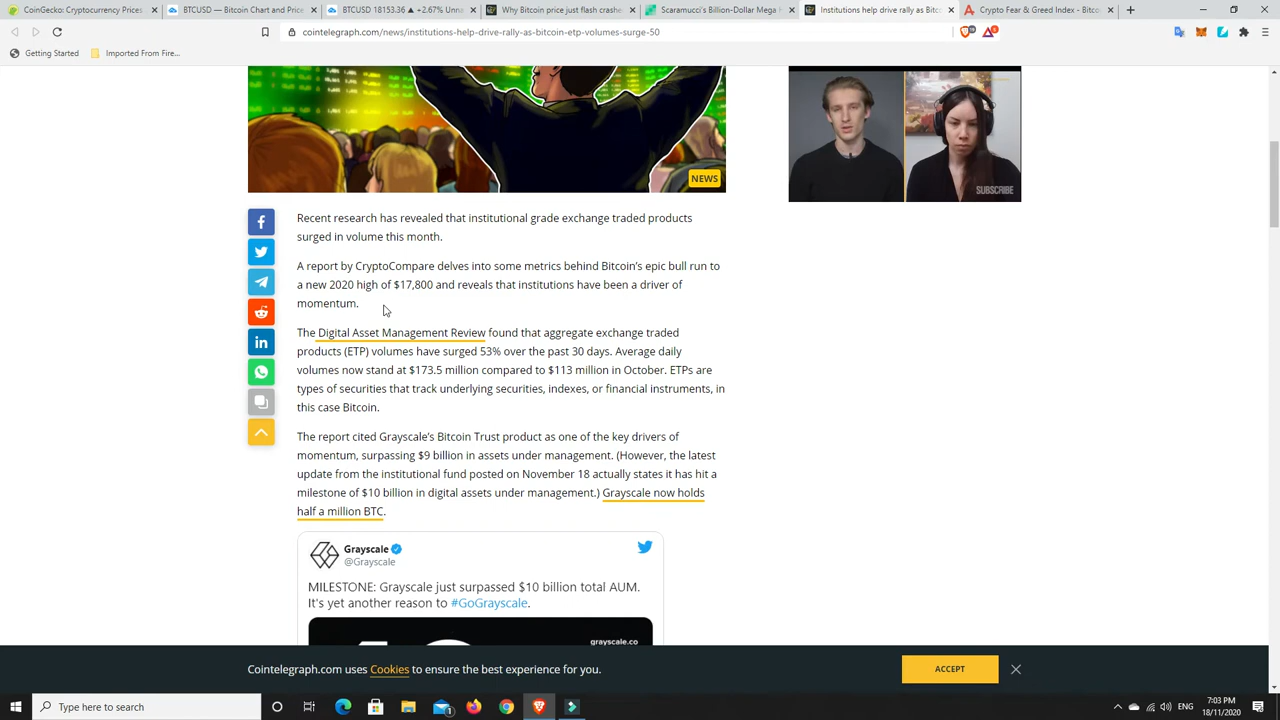 CoinGecko: Cryptocurrency Prices
BTCUSD — Bitcoin Chart and Price
BTCUSD 18153.36 ▲ +2.67% Unna
Why Bitcoin price just flash crashe
Scaramucci's Billion-Dollar Mega
Institutions help drive rally as Bitc
Crypto Fear & Greed Index - Bitco
cointelegraph.com/news/institutions-help-drive-rally-as-bitcoin-etp-volumes-surge-50
Getting Started
Imported From Fire...
NEWS
SUBSCRIBE
Recent research has revealed that institutional grade exchange traded products
surged in volume this month.
A report by CryptoCompare delves into some metrics behind Bitcoin's epic bull run to
a new 2020 high of $17,800 and reveals that institutions have been a driver of
momentum.
The Digital Asset Management Review found that aggregate exchange traded
products (ETP) volumes have surged 53% over the past 30 days. Average daily
volumes now stand at $173.5 million compared to $113 million in October. ETPs are
types of securities that track underlying securities, indexes, or financial instruments, in
this case Bitcoin.
The report cited Grayscale's Bitcoin Trust product as one of the key drivers of
momentum, surpassing $9 billion in assets under management. (However, the latest
update from the institutional fund posted on November 18 actually states it has hit a
milestone of $10 billion in digital assets under management.) Grayscale now holds
half a million BTC.
Grayscale
@Grayscale
MILESTONE: Grayscale just surpassed $10 billion total AUM.
It's yet another reason to #GoGrayscale.
grayscale.co
Cointelegraph.com uses Cookies to ensure the best experience for you.
ACCEPT
Type here to search
ENG
7:03 PM
18/11/2020